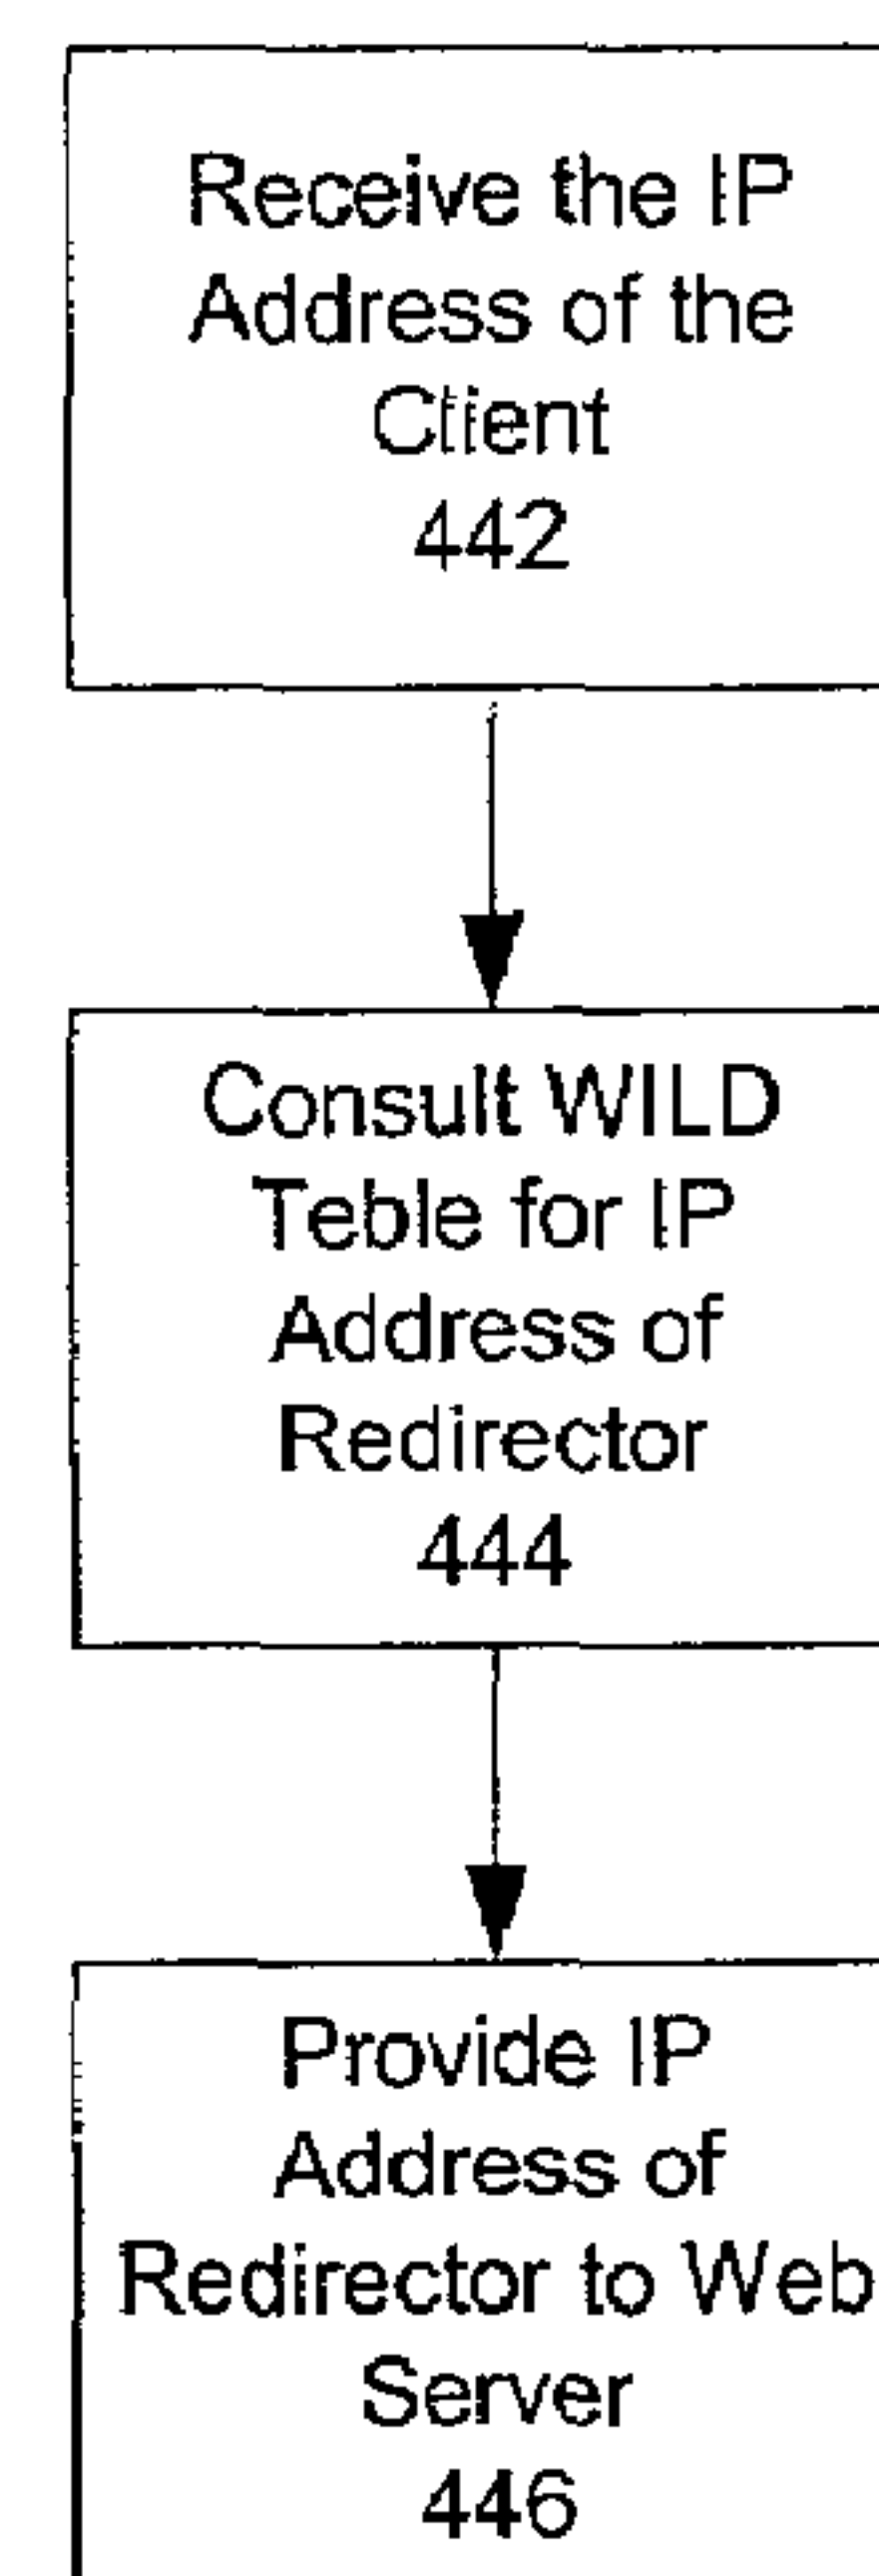 Receive the IP
Address of the
Client
442
Consult WILD
Teble for IP
Address of
Redirector
444
Provide IP
Address of
Redirector to Web
Server
446